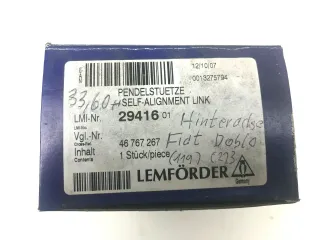 12/10/07
0013275794
PENDELSTUETZE
SELF-ALIGNMENT LINK
33,60
LMI-Nr. 29416 01 Hinterachse
Vgl.-Nr. 46 767 267 Fiat Doblo
Inhalt 1 Stück/piece (119) (223)
Contents
LEMFÖRDER
Germany